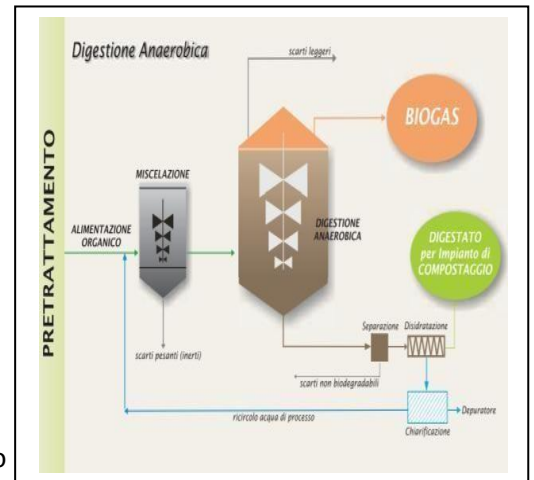 Digestione Anaerobica
scarti leggeri
BIOGAS
PRETRATTAMENTO
MISCELAZIONE
ALIMENTAZIONE
ORGANICO
DIGESTIONE
ANAEROBICA
DIGESTATO
per Impianto di
COMPOSTAGGIO
Separazione
Disidratazione
scarti pesanti (inerti)
scarti non biodegradabili
ricircolo acqua di processo
Depuratore
Chiarificazione
o